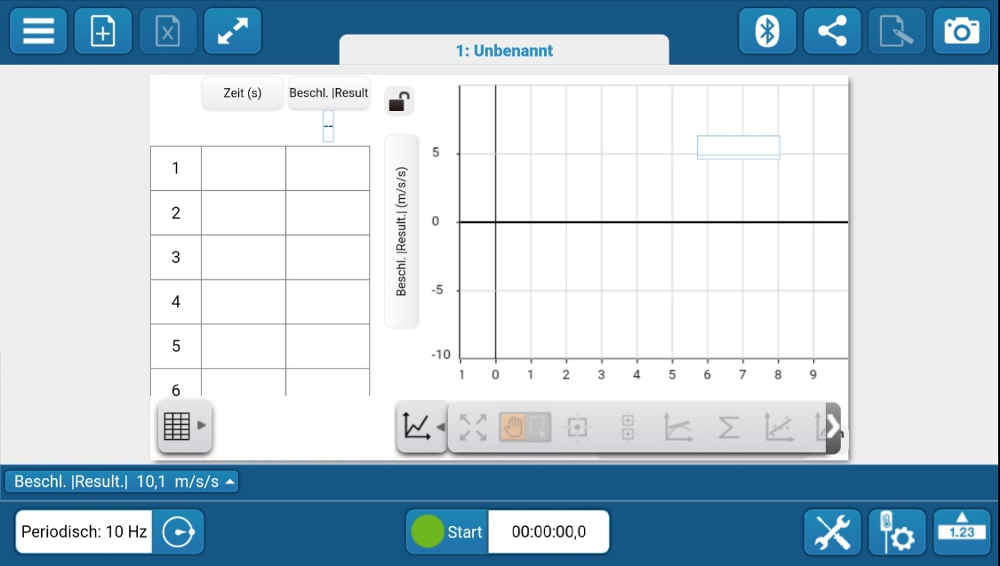 1: Unbenannt
Zeit (s)
Beschl. |Result
--
1
2
3
4
5
6
Beschl. |Result.| (m/s/s)
5
0
-5
-10
1 0 1 2 3 4 5 6 7 8 9
Beschl. |Result.| 10,1 m/s/s
Periodisch: 10 Hz
Start
00:00:00,0
1.23